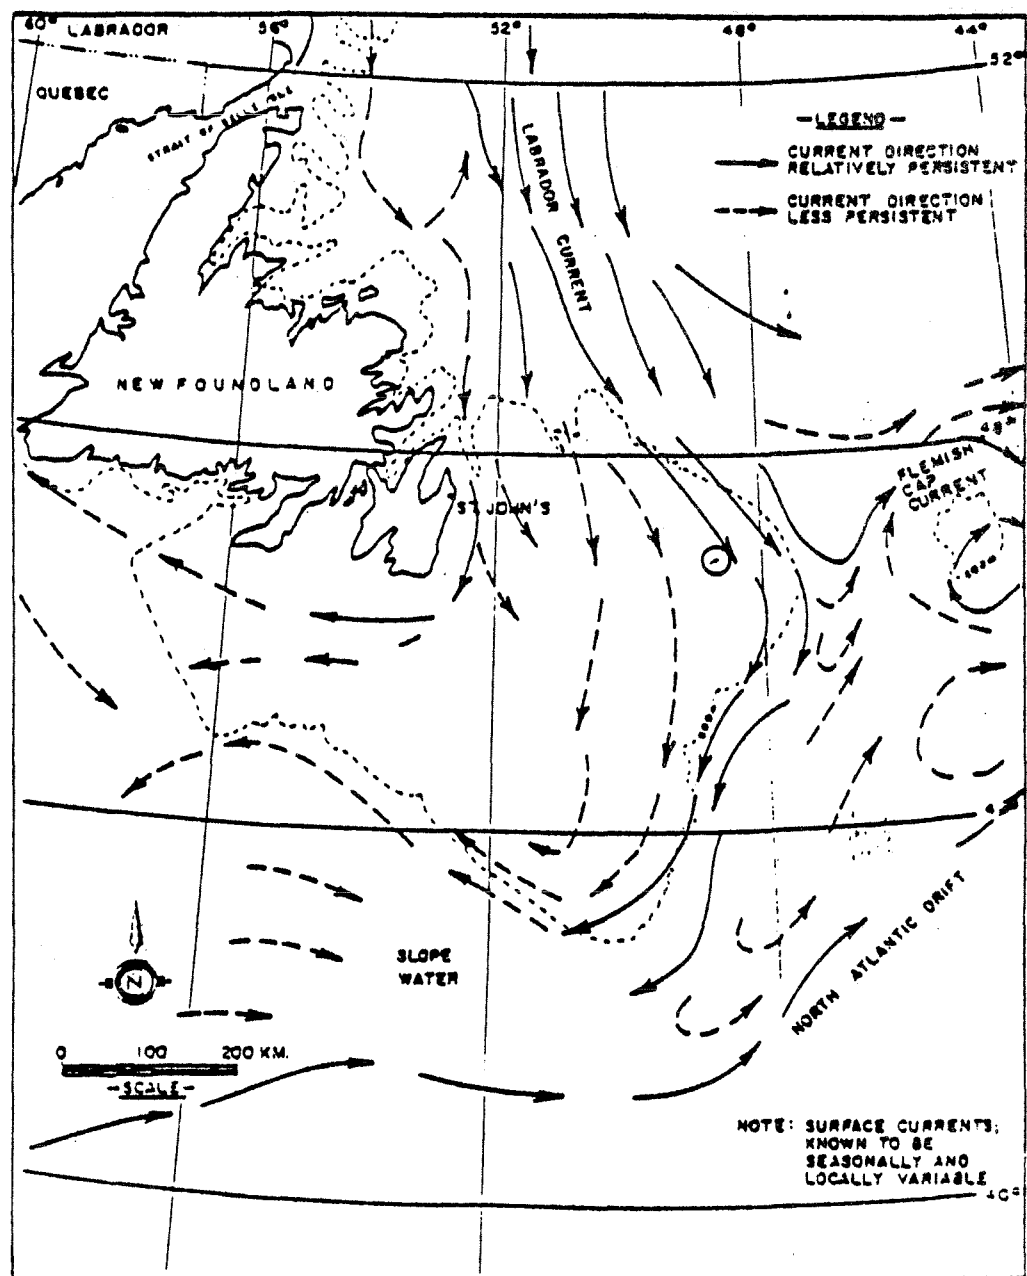 60° LABRADOR 56° 52° 48° 44°
52°
QUEBEC
STRAIT OF BELLE ISLE
- LEGEND -
CURRENT DIRECTION
RELATIVELY PERSISTENT
CURRENT DIRECTION
LESS PERSISTENT
LABRADOR CURRENT
NEWFOUNDLAND
48°
FLEMISH
CAP
CURRENT
ST. JOHN'S
NORTH ATLANTIC DRIFT
SLOPE
WATER
N
0 100 200 KM.
- SCALE -
NOTE: SURFACE CURRENTS;
KNOWN TO BE
SEASONALLY AND
LOCALLY VARIABLE
40°